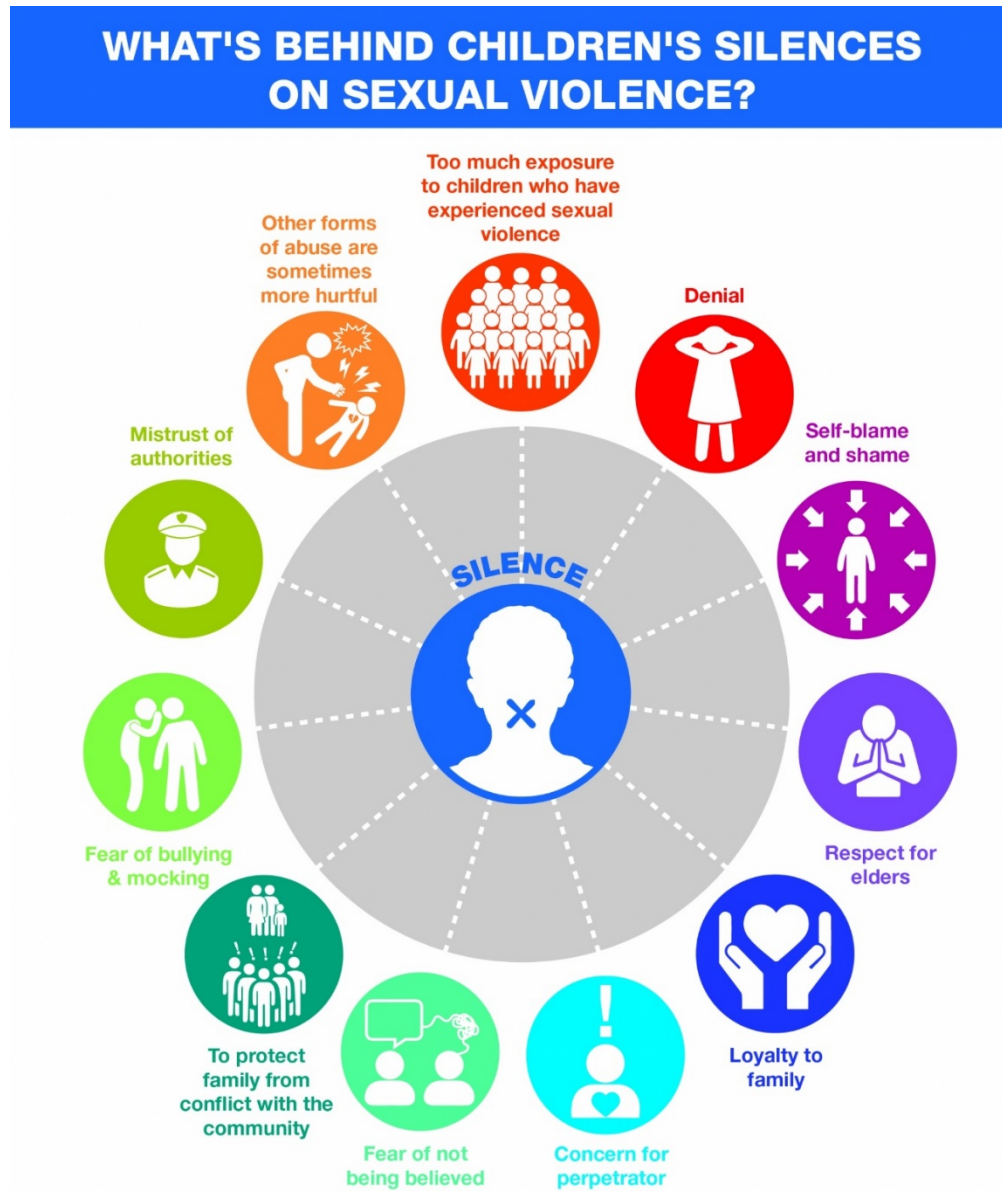 WHAT'S BEHIND CHILDREN'S SILENCES
ON SEXUAL VIOLENCE?
Too much exposure
to children who have
experienced sexual
violence
Other forms
of abuse are
sometimes
more hurtful
Denial
Mistrust of
authorities
Self-blame
and shame
SILENCE
Fear of bullying
& mocking
Respect for
elders
To protect
family from
conflict with the
community
Loyalty to
family
Fear of not
being believed
Concern for
perpetrator